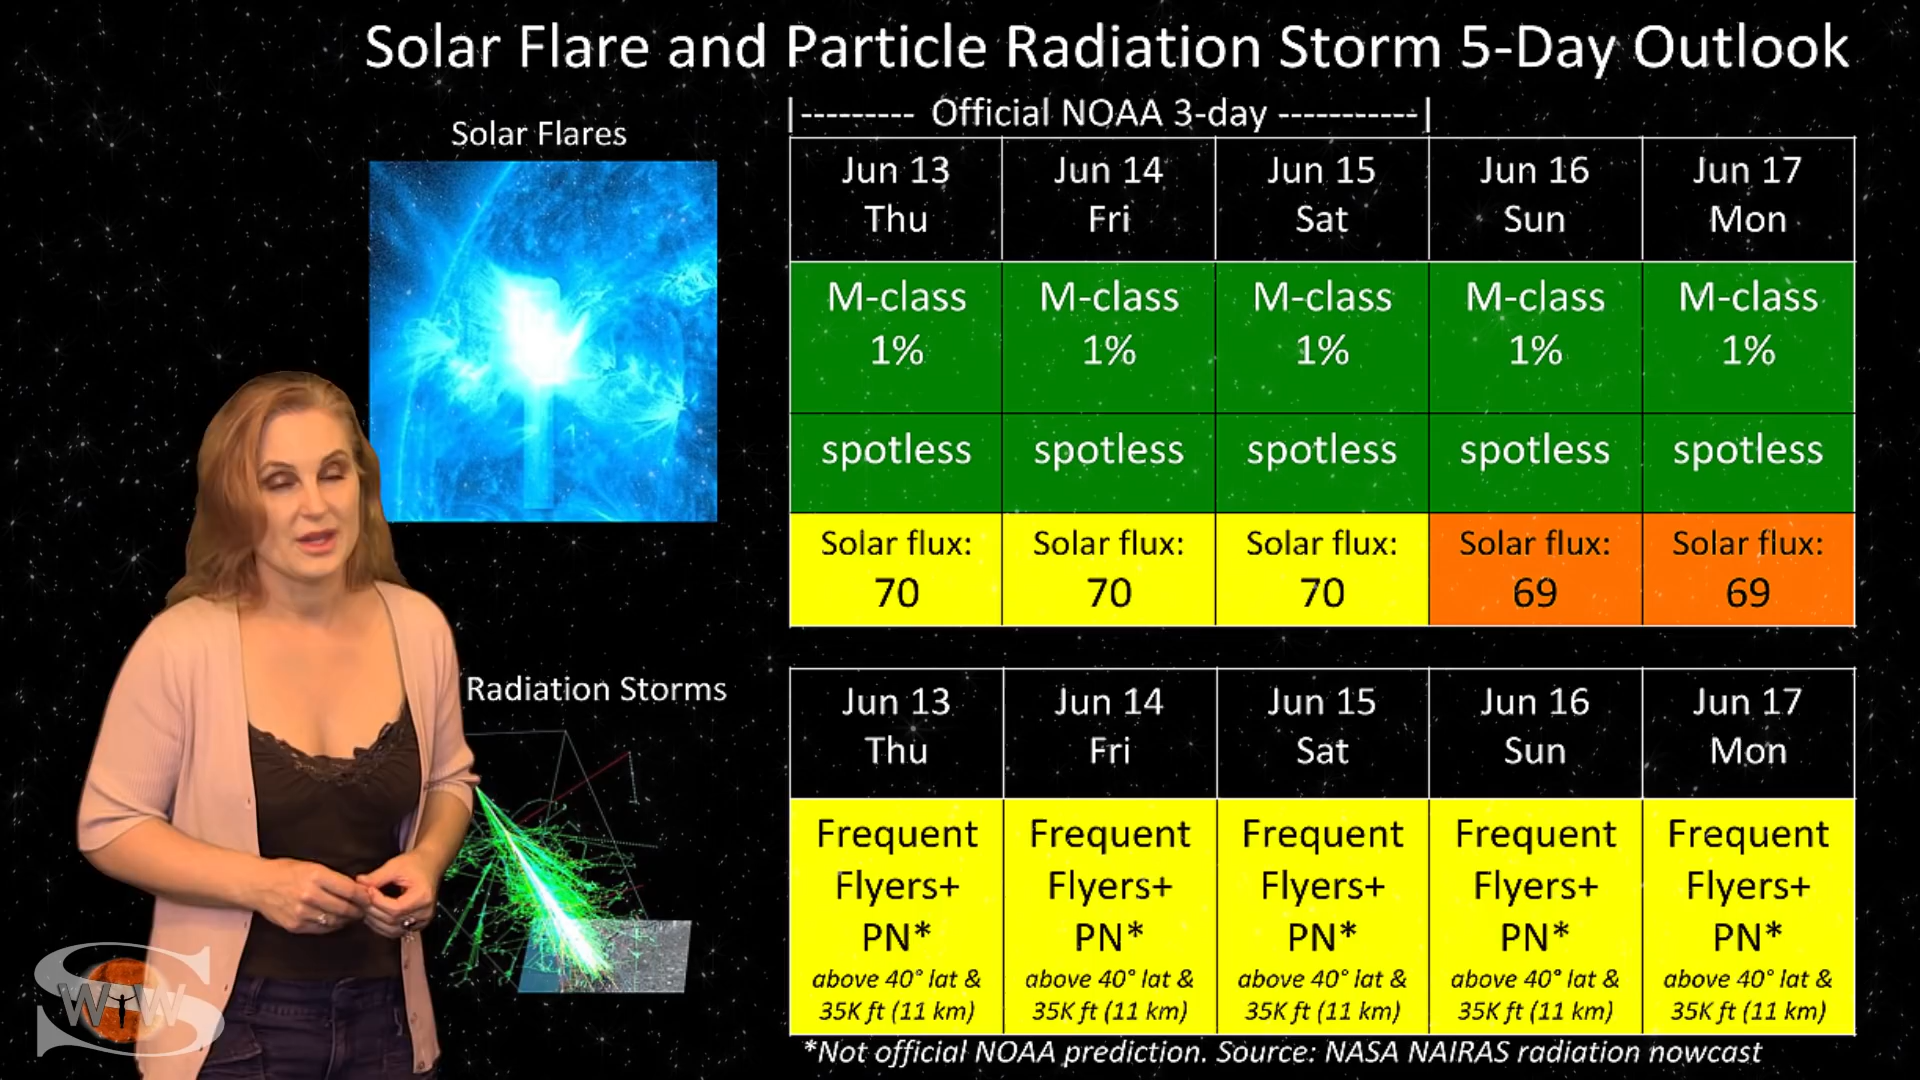 Solar Flare and Particle Radiation Storm 5-Day Outlook
|--------- Official NOAA 3-day -----------|
Solar Flares
Jun 13 Jun 14 Jun 15 Jun 16 Jun 17
Thu Fri Sat Sun Mon
M-class M-class M-class M-class M-class
1% 1% 1% 1% 1%
spotless spotless spotless spotless spotless
Solar flux: Solar flux: Solar flux: Solar flux: Solar flux:
70 70 70 69 69
Radiation Storms
Jun 13 Jun 14 Jun 15 Jun 16 Jun 17
Thu Fri Sat Sun Mon
Frequent Frequent Frequent Frequent Frequent
Flyers+ Flyers+ Flyers+ Flyers+ Flyers+
PN* PN* PN* PN* PN*
above 40° lat & above 40° lat & above 40° lat & above 40° lat & above 40° lat &
35K ft (11 km) 35K ft (11 km) 35K ft (11 km) 35K ft (11 km) 35K ft (11 km)
*Not official NOAA prediction. Source: NASA NAIRAS radiation nowcast
S
WTW